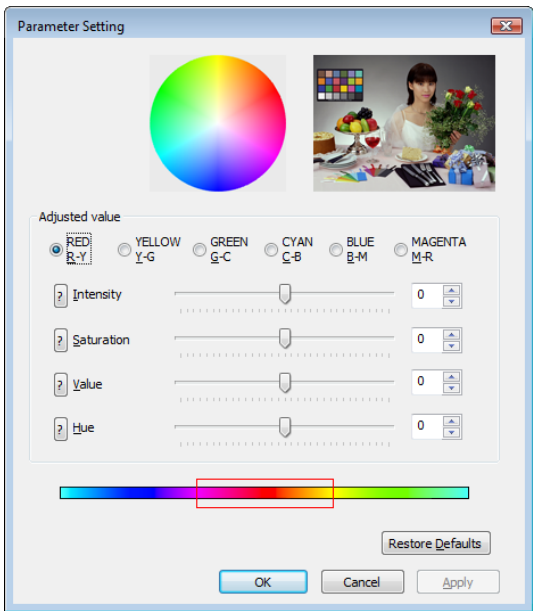 Parameter Setting
Adjusted value
RED YELLOW GREEN CYAN BLUE MAGENTA
R-Y Y-G G-C C-B B-M M-R
? Intensity 0
? Saturation 0
? Value 0
? Hue 0
Restore Defaults
OK Cancel Apply